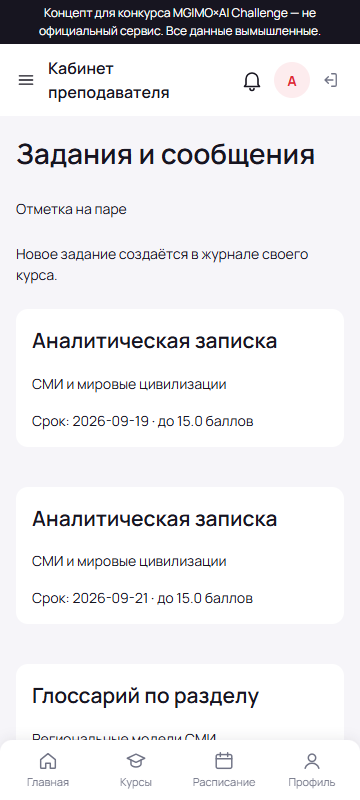 Концепт для конкурса MGIMO×AI Challenge — не
официальный сервис. Все данные вымышленные.
Кабинет
преподавателя
А
Задания и сообщения
Отметка на паре
Новое задание создаётся в журнале своего
курса.
Аналитическая записка
СМИ и мировые цивилизации
Срок: 2026-09-19 · до 15.0 баллов
Аналитическая записка
СМИ и мировые цивилизации
Срок: 2026-09-21 · до 15.0 баллов
Глоссарий по разделу
Региональные модели СМИ
Главная
Курсы
Расписание
Профиль